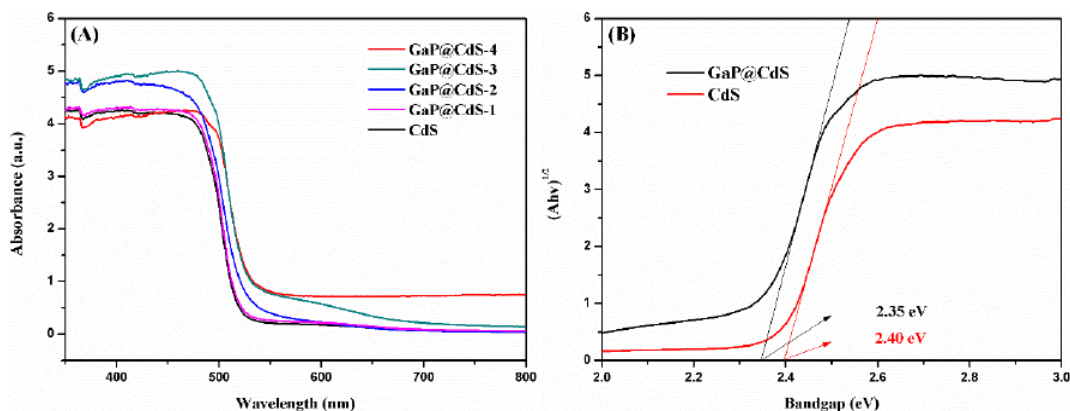 (A)
GaP@CdS-4
GaP@CdS-3
GaP@CdS-2
GaP@CdS-1
CdS
Absorbance (a.u.)
6
5
4
3
2
1
0
400 500 600 700 800
Wavelength (nm)
(B)
GaP@CdS
CdS
(Ahv)^1/2
6
5
4
3
2
1
0
2.35 eV
2.40 eV
2.0 2.2 2.4 2.6 2.8 3.0
Bandgap (eV)